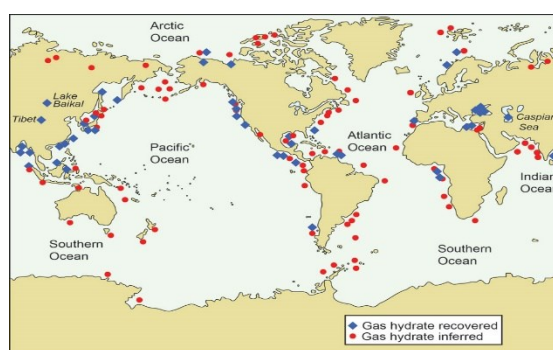 Arctic
Ocean
Lake
Baikal
Tibet
Pacific
Ocean
Atlantic
Ocean
Caspian
Sea
Indian
Ocean
Southern
Ocean
Southern
Ocean
Gas hydrate recovered
Gas hydrate inferred